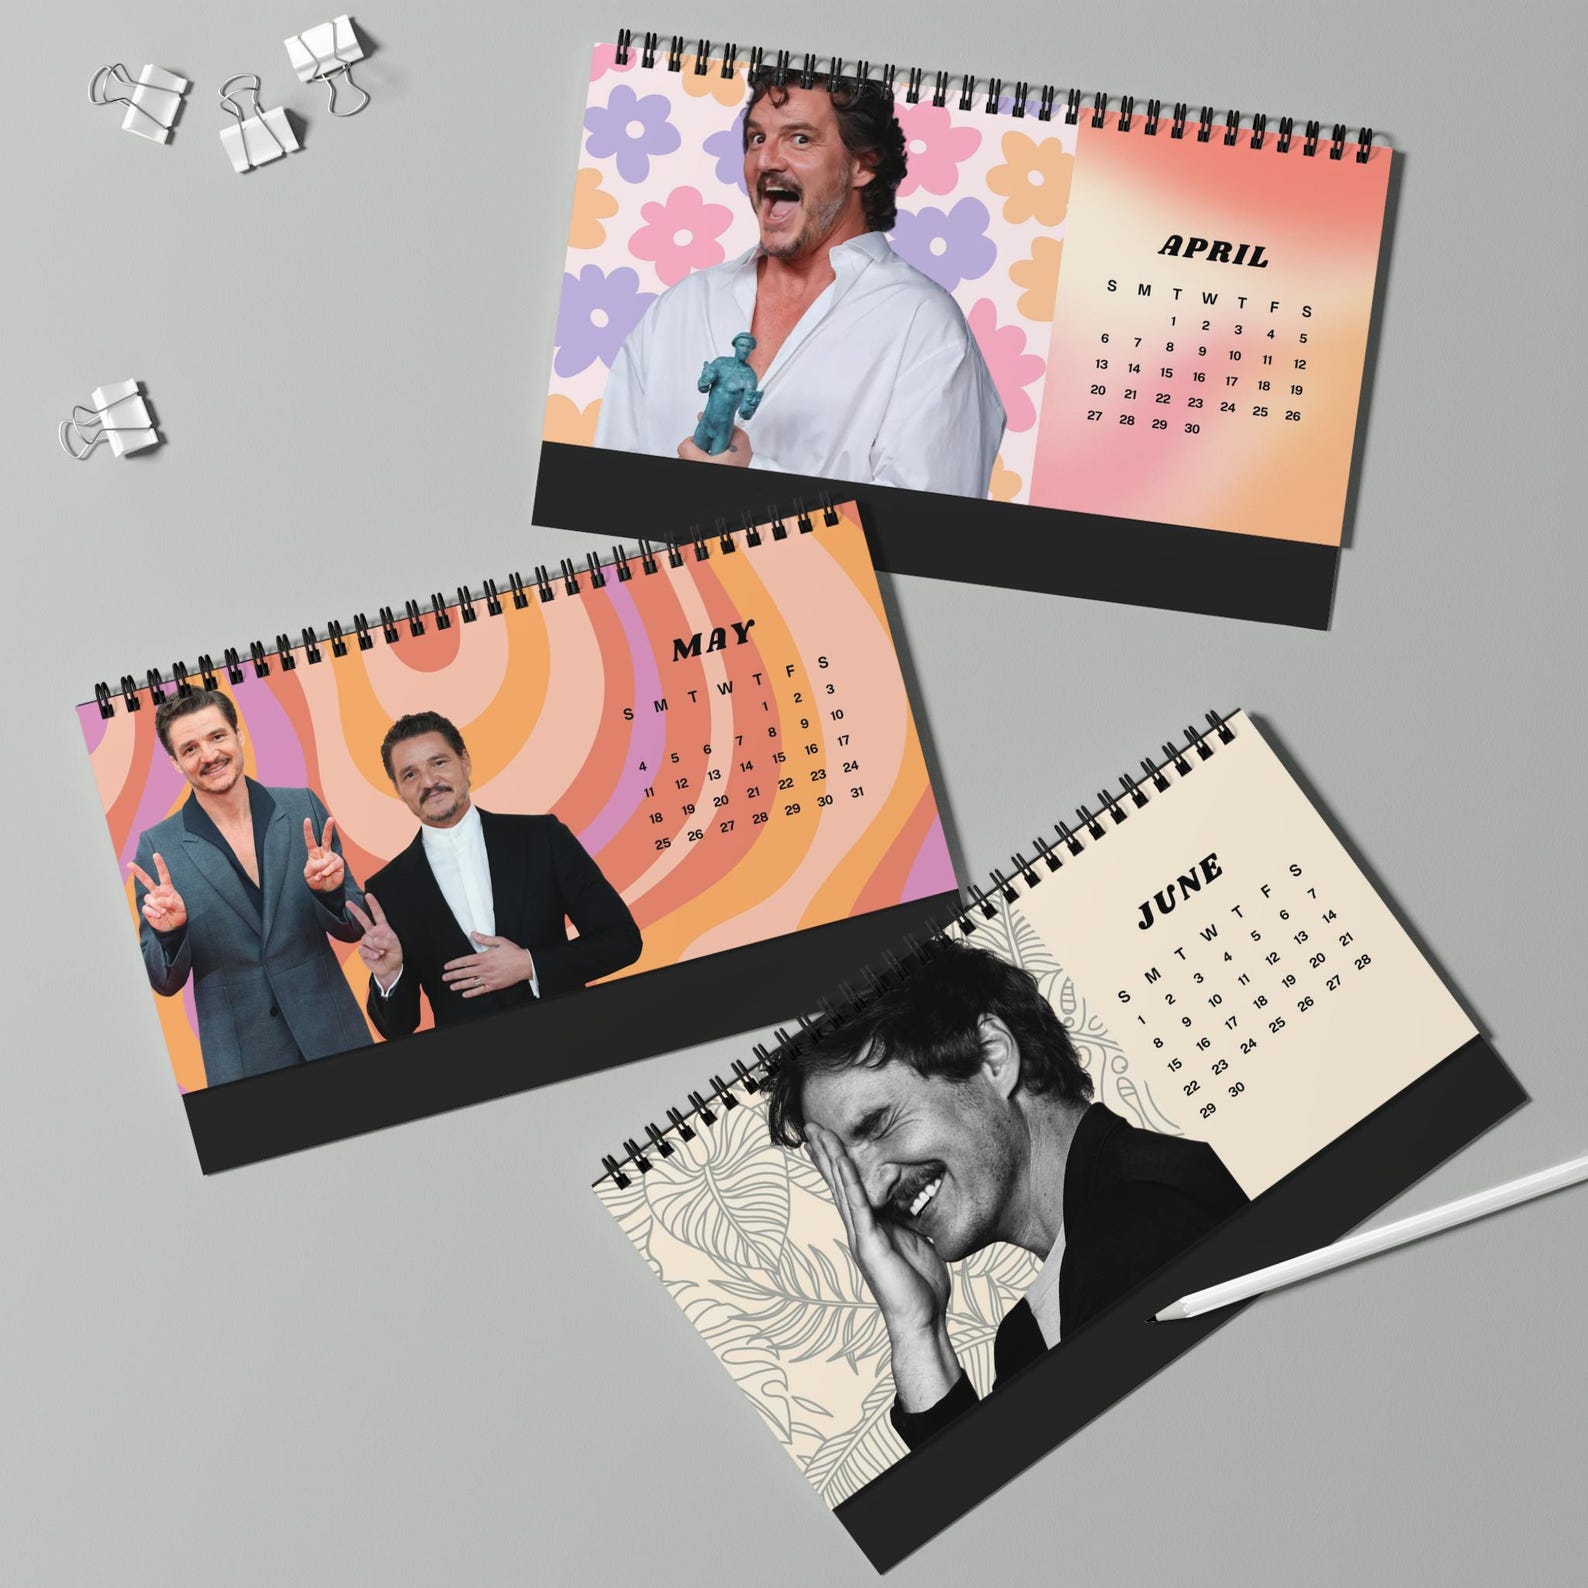 APRIL
S M T W T F S
1 2 3 4 5
6 7 8 9 10 11 12
13 14 15 16 17 18 19
20 21 22 23 24 25 26
27 28 29 30
MAY
S M T W T F S
1 2 3
4 5 6 7 8 9 10
11 12 13 14 15 16 17
18 19 20 21 22 23 24
25 26 27 28 29 30 31
JUNE
S M T W T F S
1 2 3 4 5 6 7
8 9 10 11 12 13 14
15 16 17 18 19 20 21
22 23 24 25 26 27 28
29 30